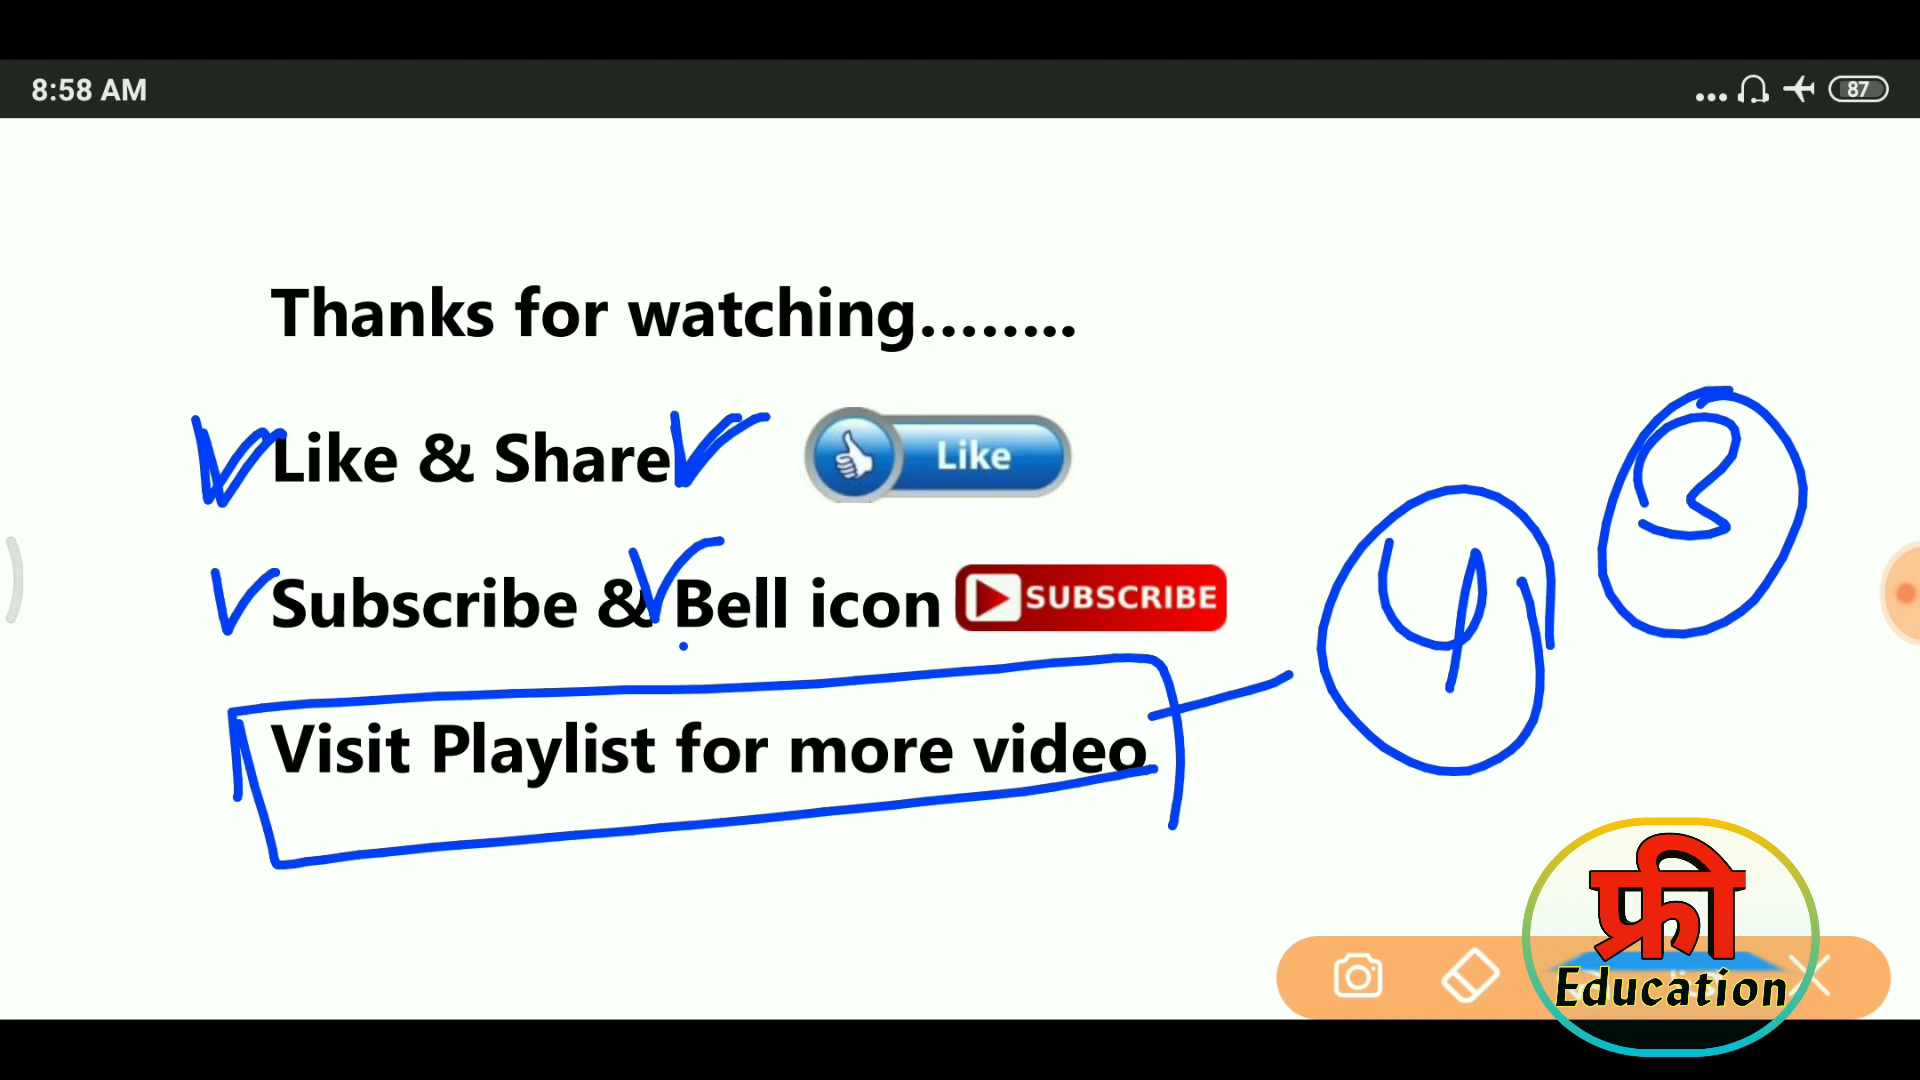 8:58 AM
87
Thanks for watching........
Like & Share
Like
Subscribe & Bell icon
SUBSCRIBE
3
4
Visit Playlist for more video
फ्री
Education